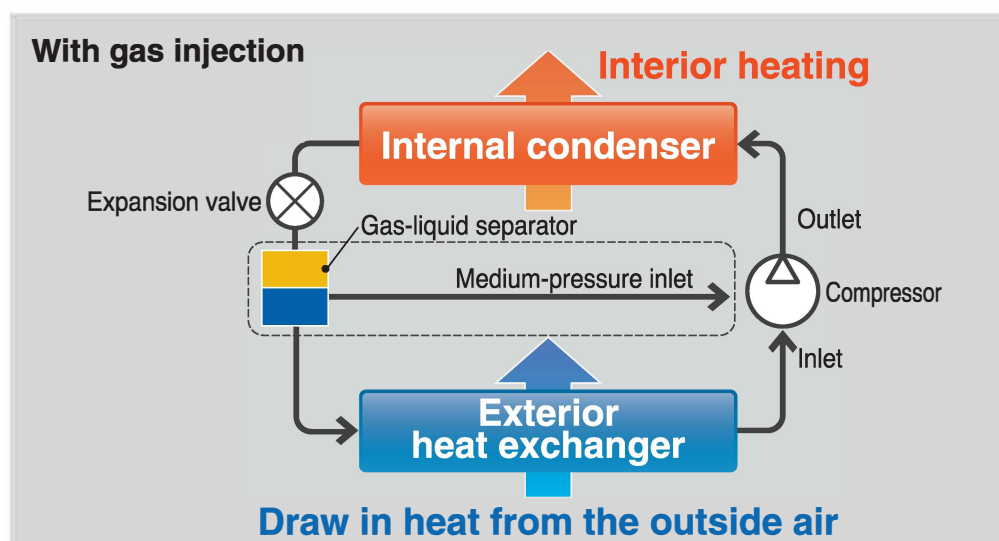 With gas injection
Interior heating
Internal condenser
Expansion valve
Outlet
Gas-liquid separator
Medium-pressure inlet
Compressor
Inlet
Exterior
heat exchanger
Draw in heat from the outside air